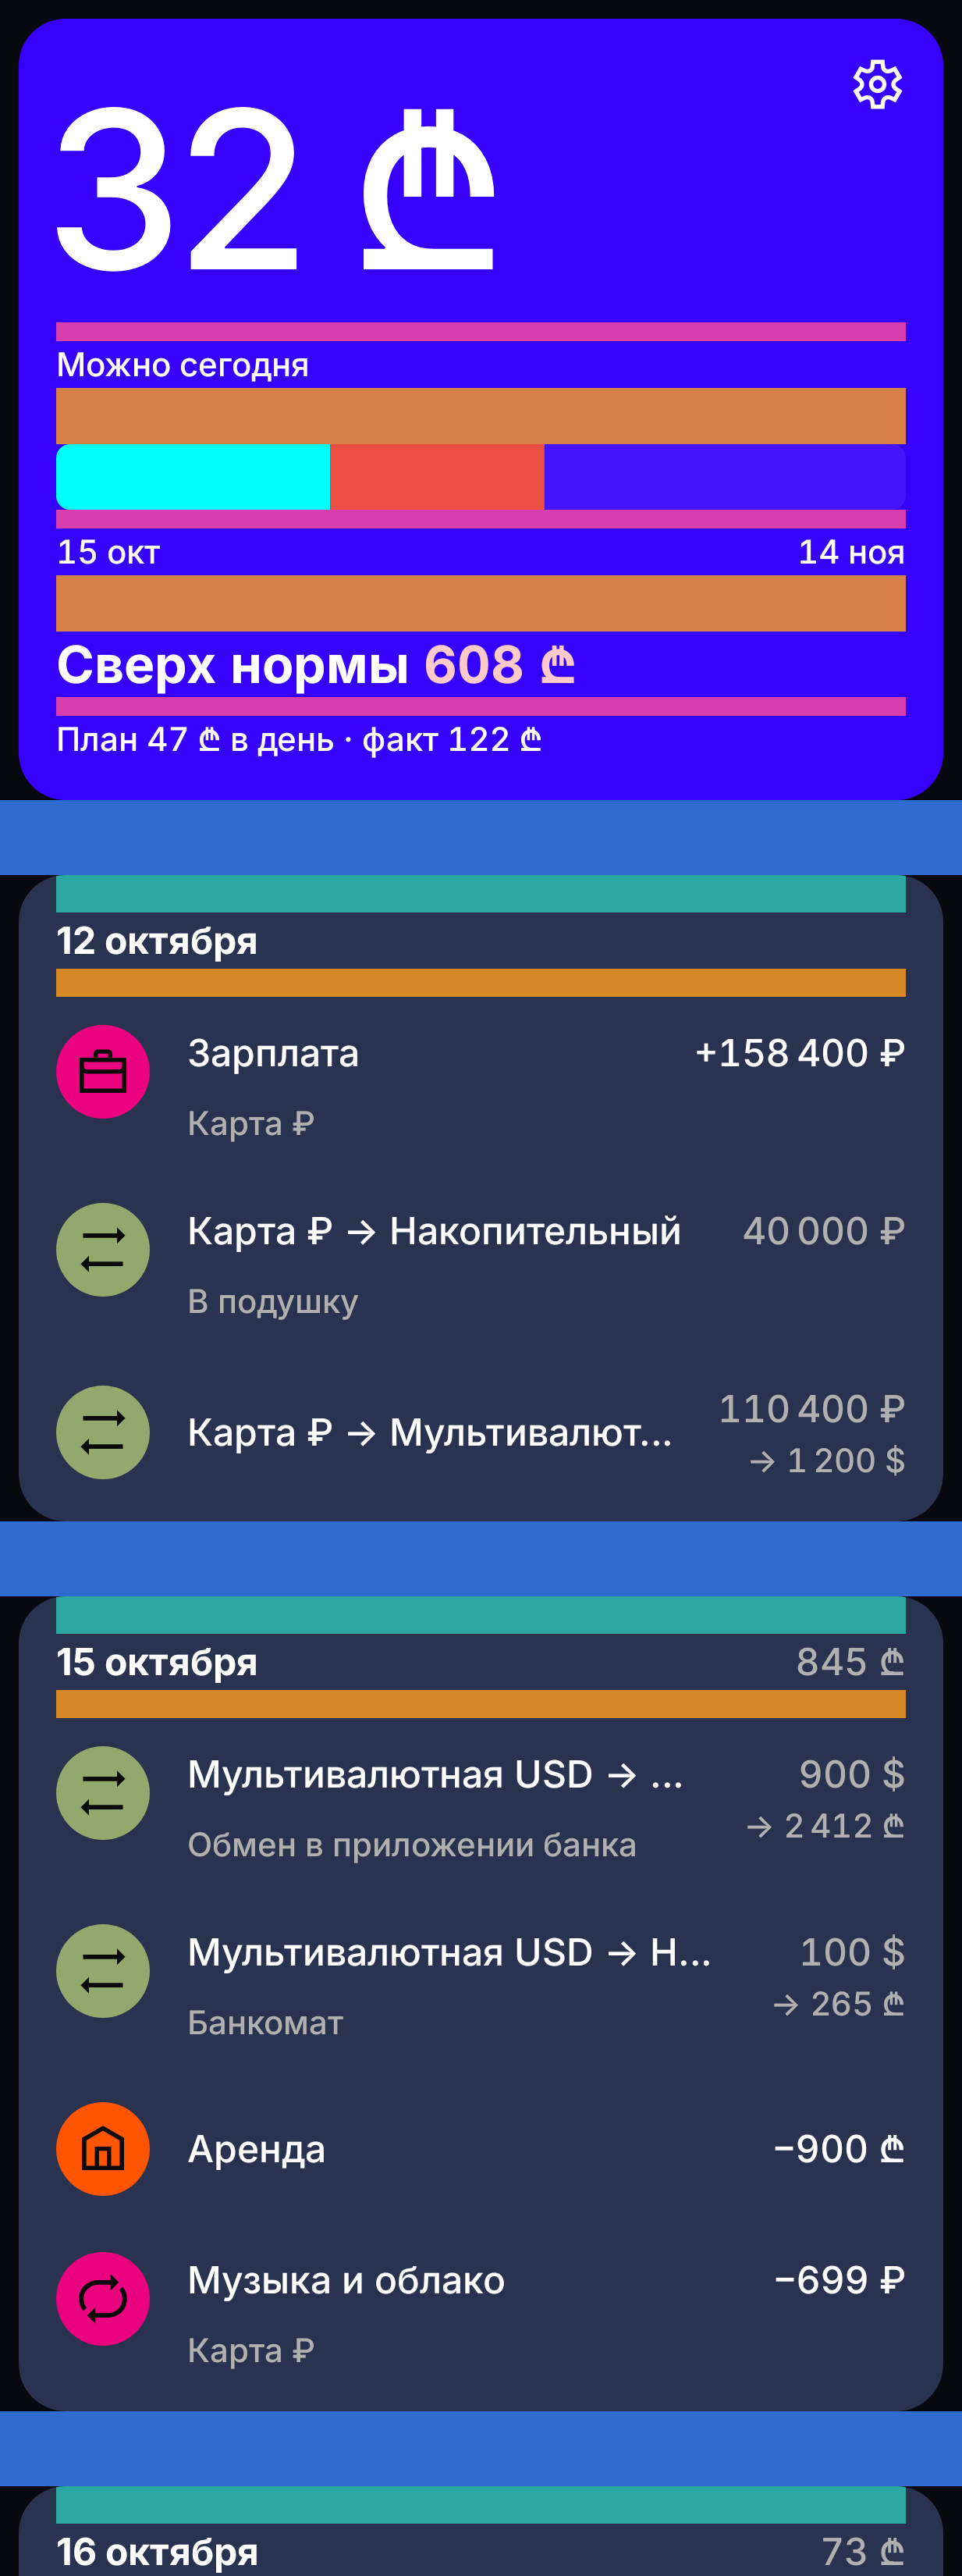 32 ₾
Можно сегодня
15 окт 14 ноя
Сверх нормы 608 ₾
План 47 ₾ в день · факт 122 ₾
12 октября
Зарплата +158 400 ₽
Карта ₽
Карта ₽ → Накопительный 40 000 ₽
В подушку
110 400 ₽
Карта ₽ → Мультивалют...
→ 1 200 $
15 октября 845 ₾
Мультивалютная USD → ... 900 $
→ 2 412 ₾
Обмен в приложении банка
Мультивалютная USD → Н... 100 $
→ 265 ₾
Банкомат
Аренда −900 ₾
Музыка и облако −699 ₽
Карта ₽
16 октября 73 ₾